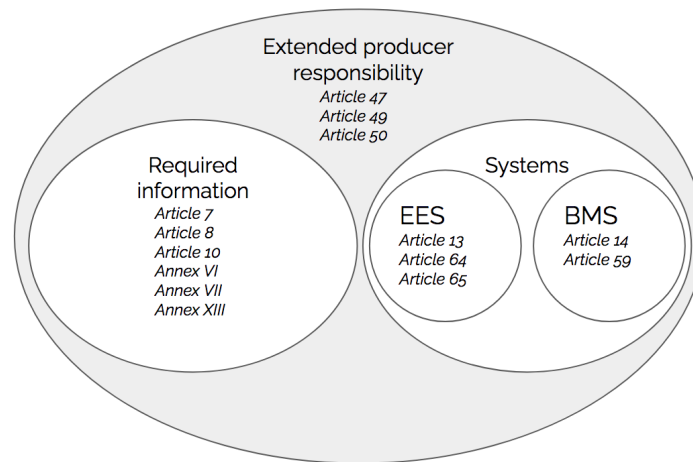 Extended producer
responsibility
Article 47
Article 49
Article 50
Required
information
Article 7
Article 8
Article 10
Annex VI
Annex VII
Annex XIII
Systems
EES
Article 13
Article 64
Article 65
BMS
Article 14
Article 59